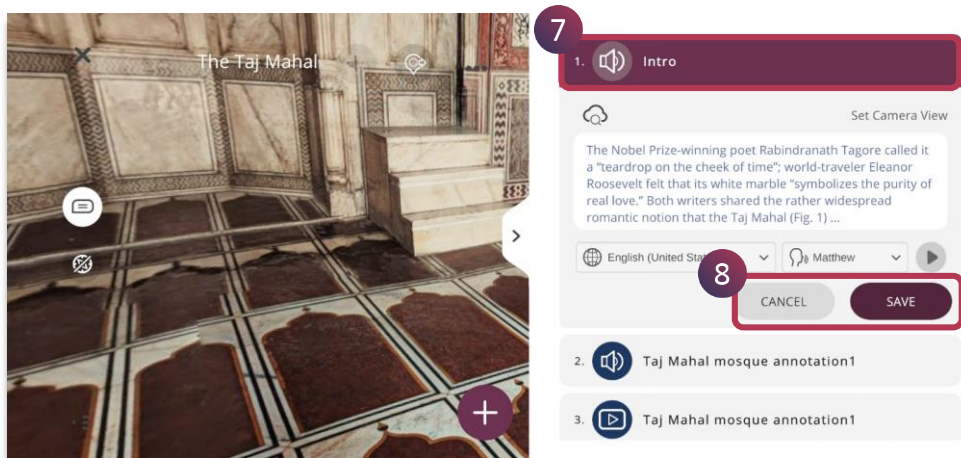 The Taj Mahal
7
1. Intro
Set Camera View
The Nobel Prize-winning poet Rabindranath Tagore called it
a "teardrop on the cheek of time"; world-traveler Eleanor
Roosevelt felt that its white marble "symbolizes the purity of
real love." Both writers shared the rather widespread
romantic notion that the Taj Mahal (Fig. 1) ...
English (United Stat
Matthew
8
CANCEL
SAVE
2. Taj Mahal mosque annotation1
3. Taj Mahal mosque annotation1